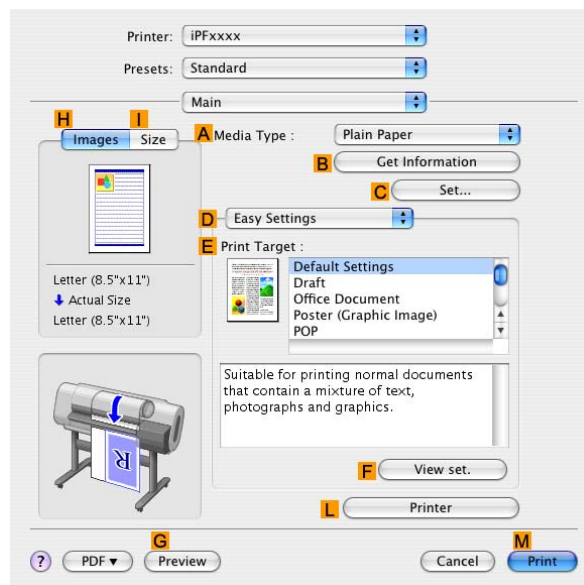 Printer: iPFxxxx
Presets: Standard
Main
H I
Images Size
A Media Type : Plain Paper
B Get Information
C Set...
D Easy Settings
E Print Target :
Default Settings
Draft
Office Document
Poster (Graphic Image)
POP
Letter (8.5"x11")
Actual Size
Letter (8.5"x11")
Suitable for printing normal documents
that contain a mixture of text,
photographs and graphics.
R
F View set.
L Printer
G M
? PDF▼ Preview Cancel Print